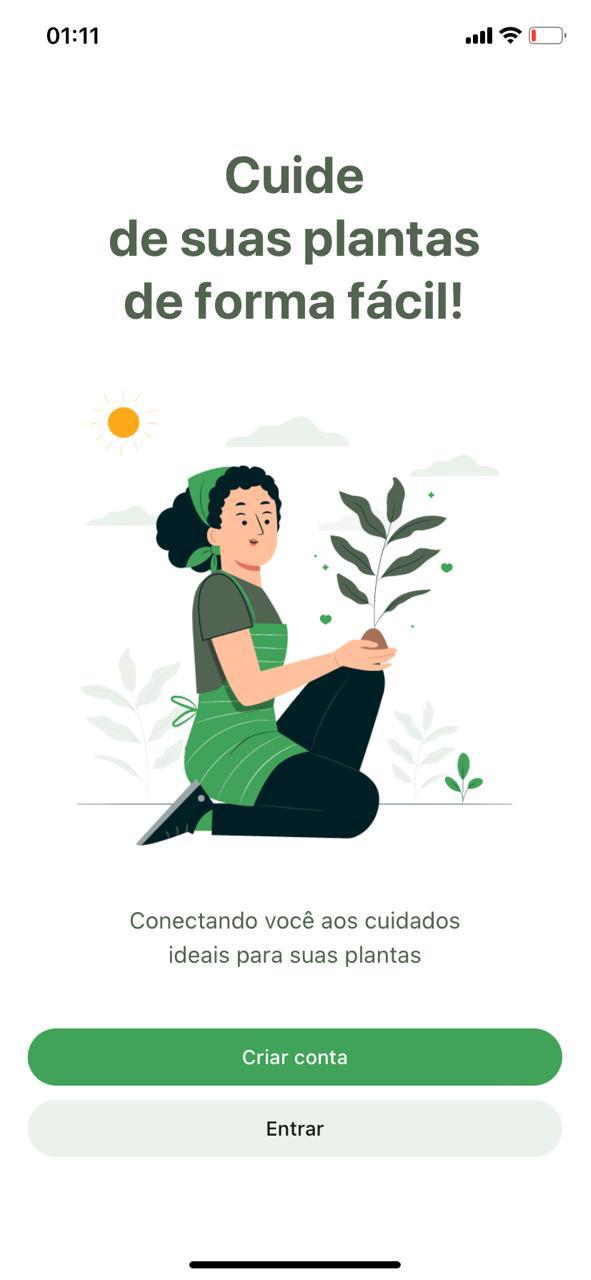 01:11
Cuide
de suas plantas
de forma fácil!
Conectando você aos cuidados
ideais para suas plantas
Criar conta
Entrar